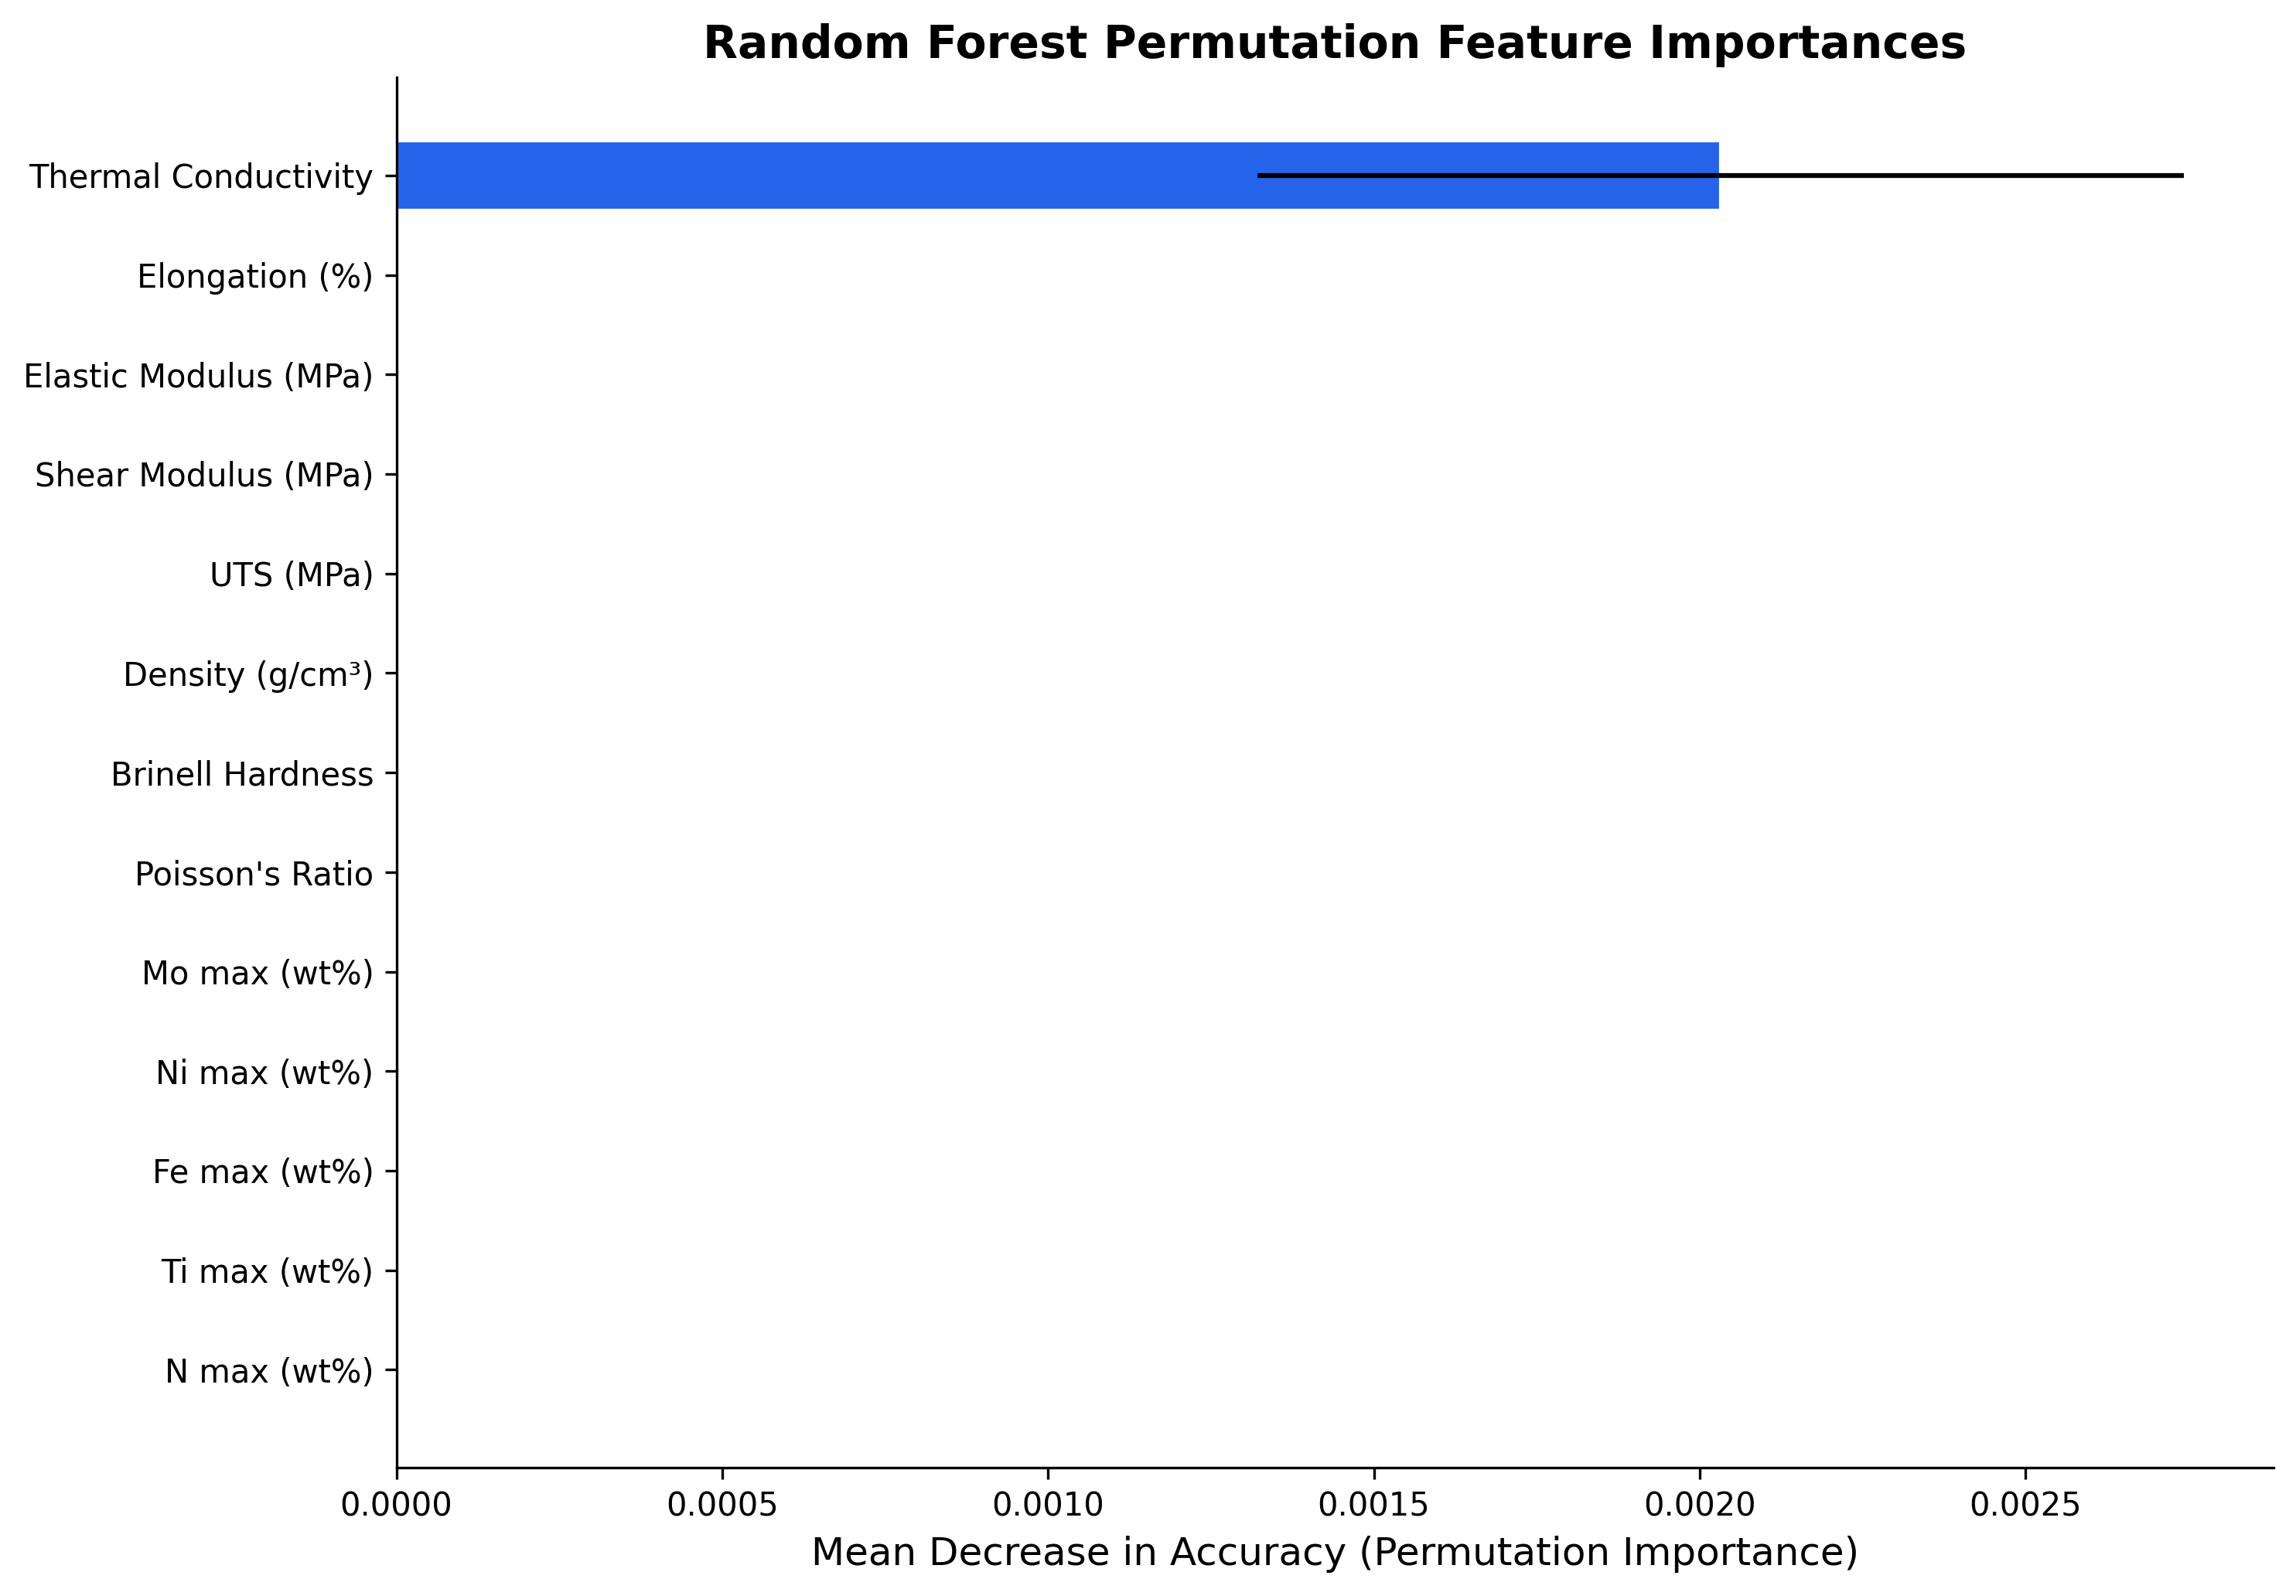 Random Forest Permutation Feature Importances
Thermal Conductivity
Elongation (%)
Elastic Modulus (MPa)
Shear Modulus (MPa)
UTS (MPa)
Density (g/cm³)
Brinell Hardness
Poisson's Ratio
Mo max (wt%)
Ni max (wt%)
Fe max (wt%)
Ti max (wt%)
N max (wt%)
0.0000 0.0005 0.0010 0.0015 0.0020 0.0025
Mean Decrease in Accuracy (Permutation Importance)